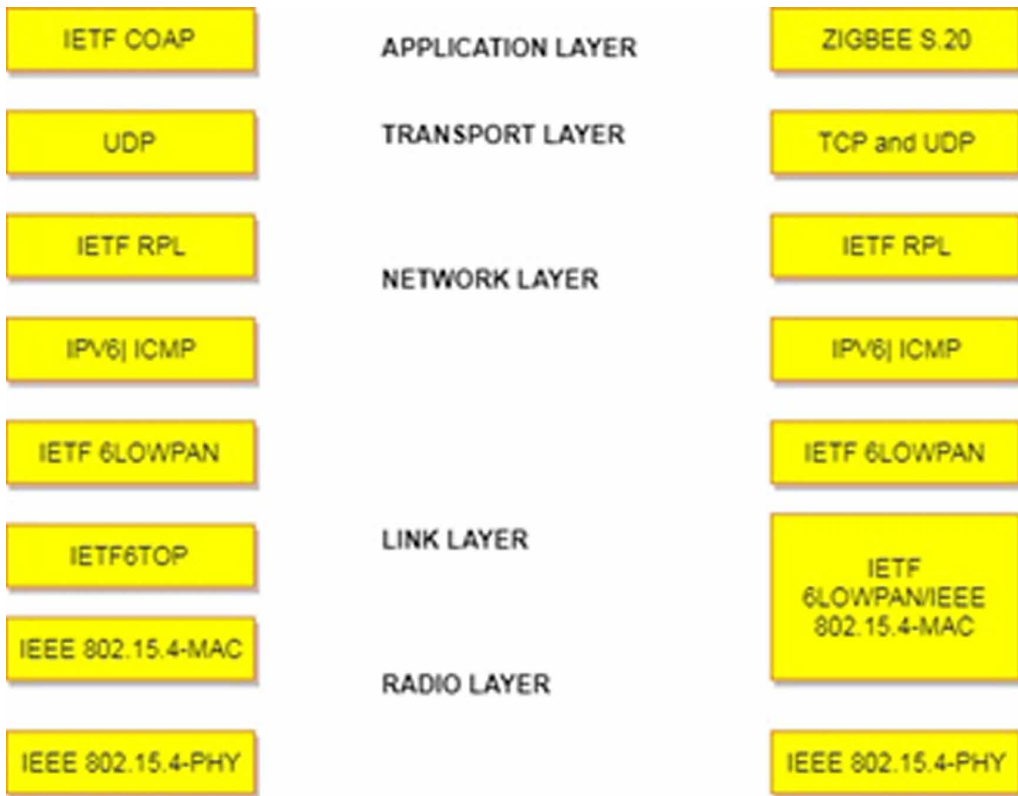 IETF COAP
APPLICATION LAYER
ZIGBEE S.20
UDP
TRANSPORT LAYER
TCP and UDP
IETF RPL
NETWORK LAYER
IETF RPL
IPV6| ICMP
IPV6| ICMP
IETF 6LOWPAN
IETF 6LOWPAN
IETF6TOP
LINK LAYER
IETF
6LOWPAN/IEEE
802.15.4-MAC
IEEE 802.15.4-MAC
RADIO LAYER
IEEE 802.15.4-PHY
IEEE 802.15.4-PHY